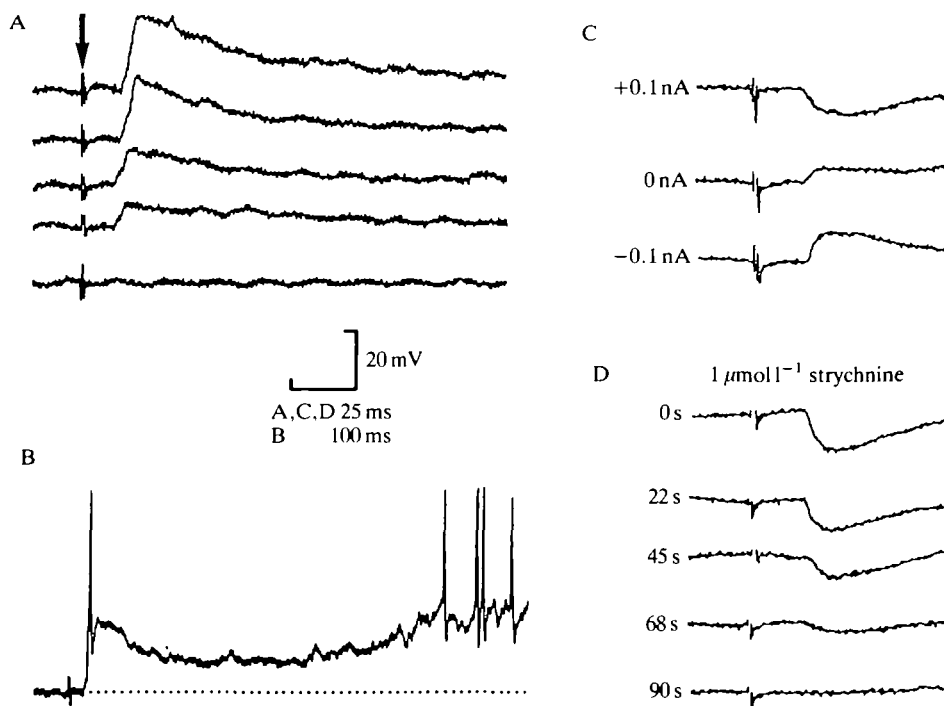 A
20 mV
A,C,D 25 ms
B 100 ms
B
C
+0.1 nA
0 nA
−0.1 nA
D
1 μmol l⁻¹ strychnine
0 s
22 s
45 s
68 s
90 s